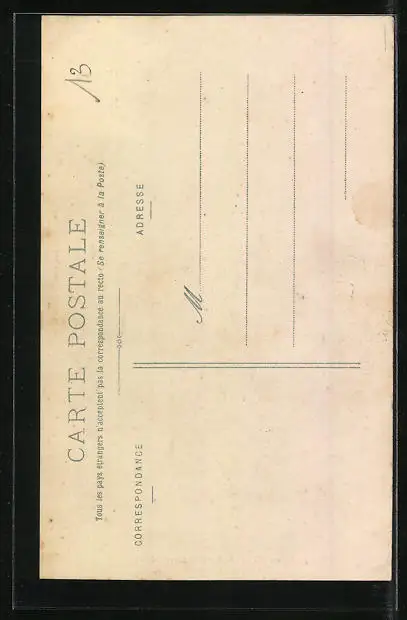 13
CARTE POSTALE
Tous les pays étrangers n'acceptent pas la correspondance au recto (Se renseigner à la Poste)
CORRESPONDANCE
ADRESSE
M